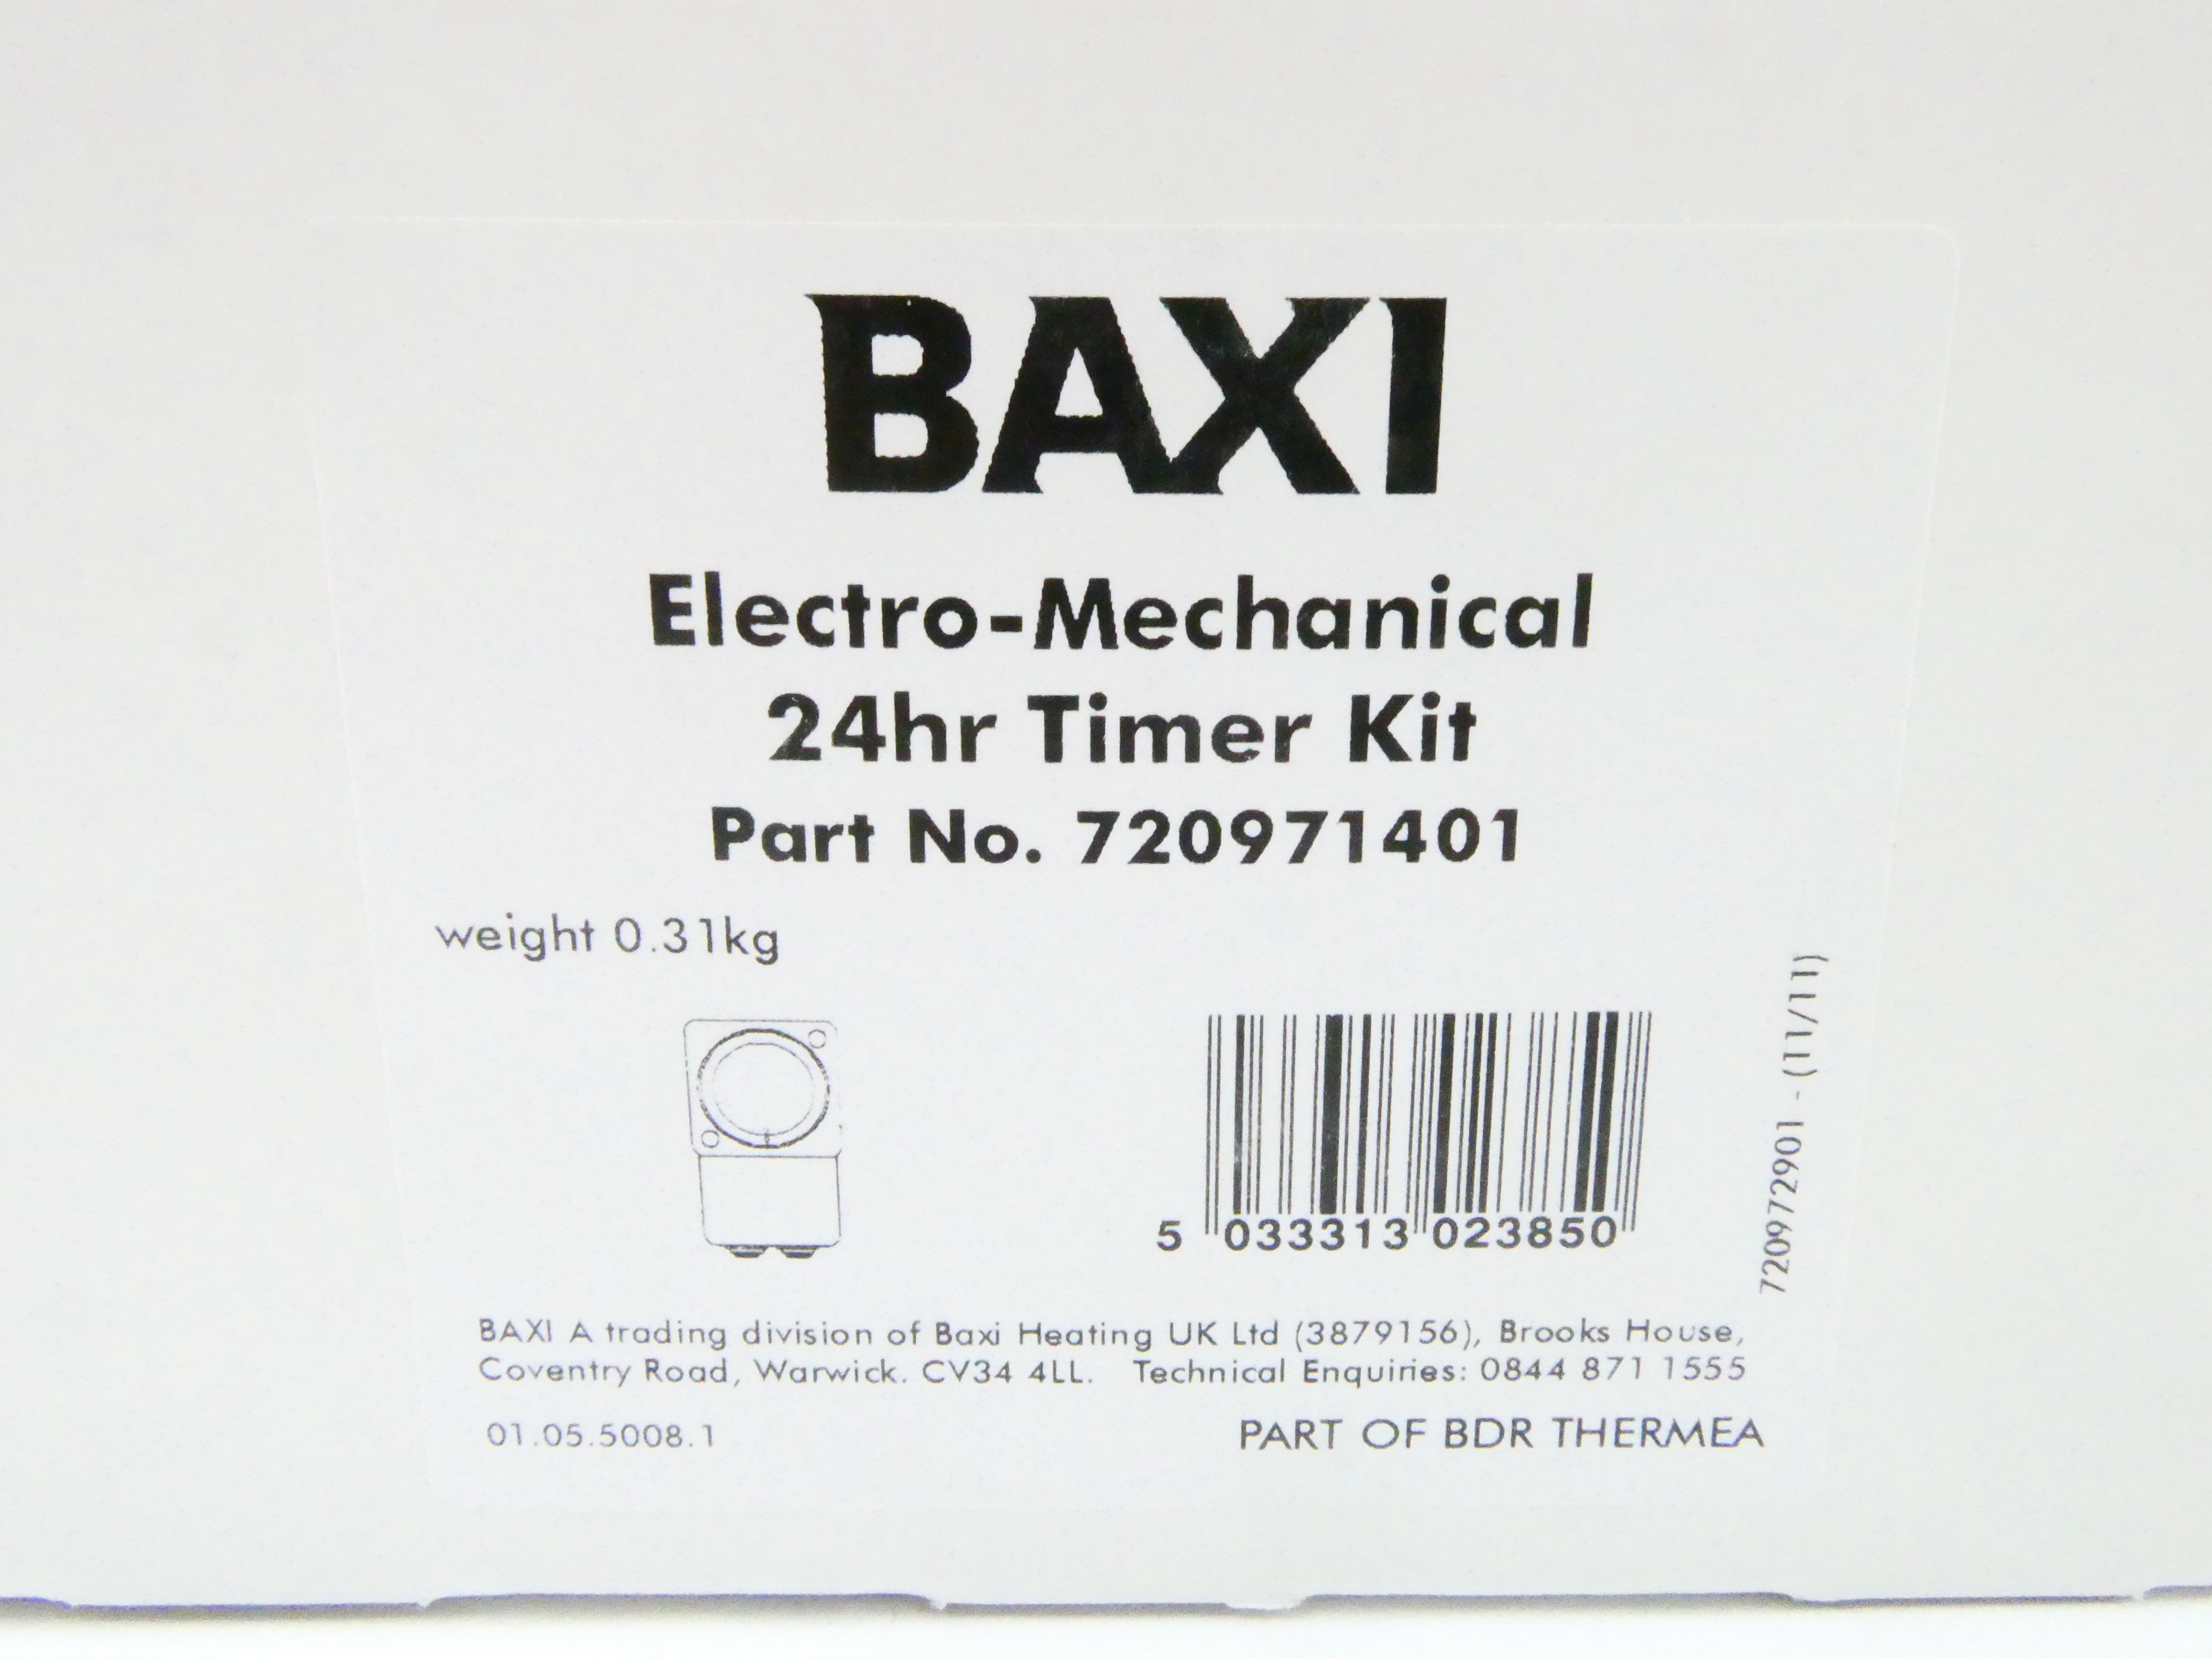 BAXI
Electro-Mechanical
24hr Timer Kit
Part No. 720971401
weight 0.31kg
5 033313 023850
720972901 - (11/11)
BAXI A trading division of Baxi Heating UK Ltd (3879156), Brooks House,
Coventry Road, Warwick. CV34 4LL. Technical Enquiries: 0844 871 1555
01.05.5008.1
PART OF BDR THERMEA